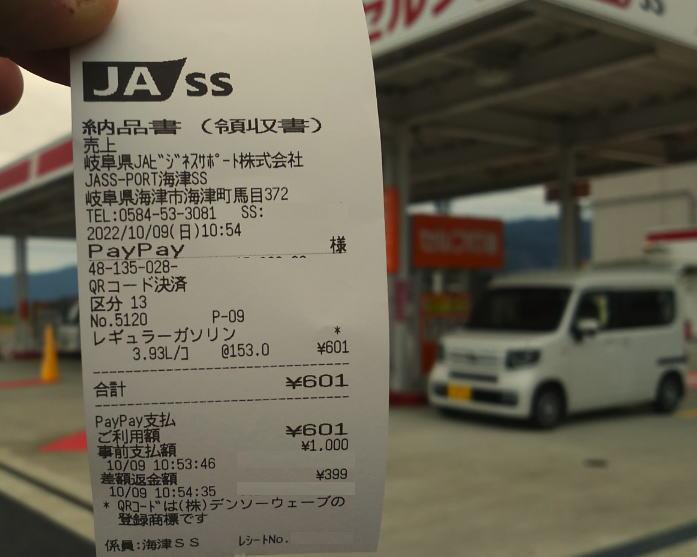 JA SS
納品書 （領収書）
売上
岐阜県JAﾋﾞｼﾞﾈｽｻﾎﾟｰﾄ株式会社
JASS-PORT海津SS
岐阜県海津市海津町馬目372
TEL:0584-53-3081 SS:
2022/10/09(日)10:54
PayPay 様
48-135-028-
QRコード決済
区分 13
No.5120 P-09
レギュラーガソリン *
3.93L/コ @153.0 ¥601
合計 ¥601
PayPay支払
ご利用額 ¥601
事前支払額 ¥1,000
10/09 10:53:46
差額返金額 ¥399
10/09 10:54:35
* QRｺｰﾄﾞは(株)デンソーウェーブの
登録商標です
係員:海津SS ﾚｼｰﾄNo.
セルフ